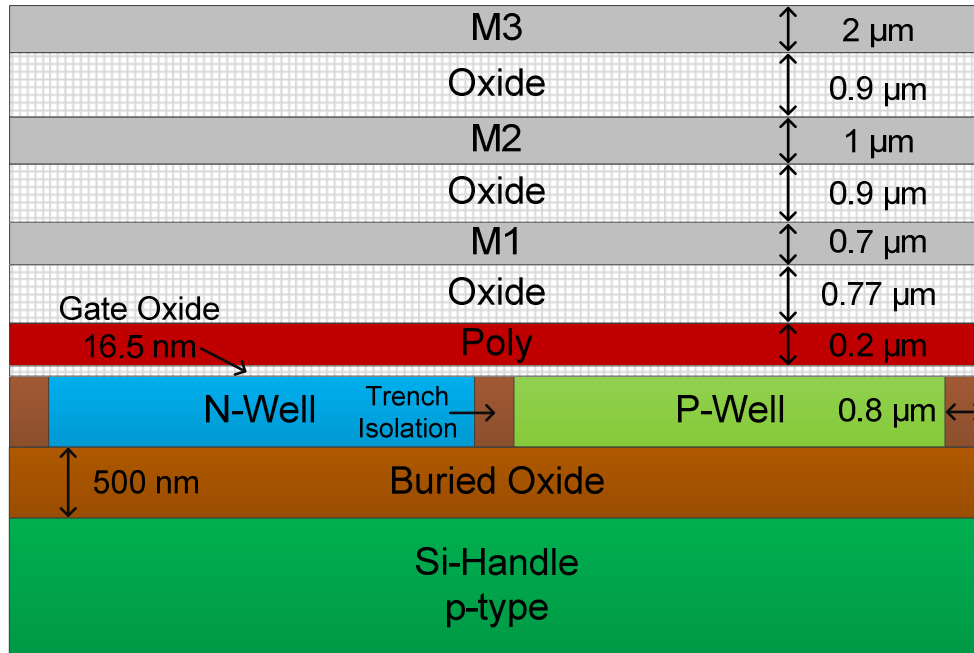 M3 2 µm
Oxide 0.9 µm
M2 1 µm
Oxide 0.9 µm
M1 0.7 µm
Oxide 0.77 µm
Gate Oxide
16.5 nm
Poly 0.2 µm
N-Well
Trench
Isolation
P-Well 0.8 µm
500 nm
Buried Oxide
Si-Handle
p-type